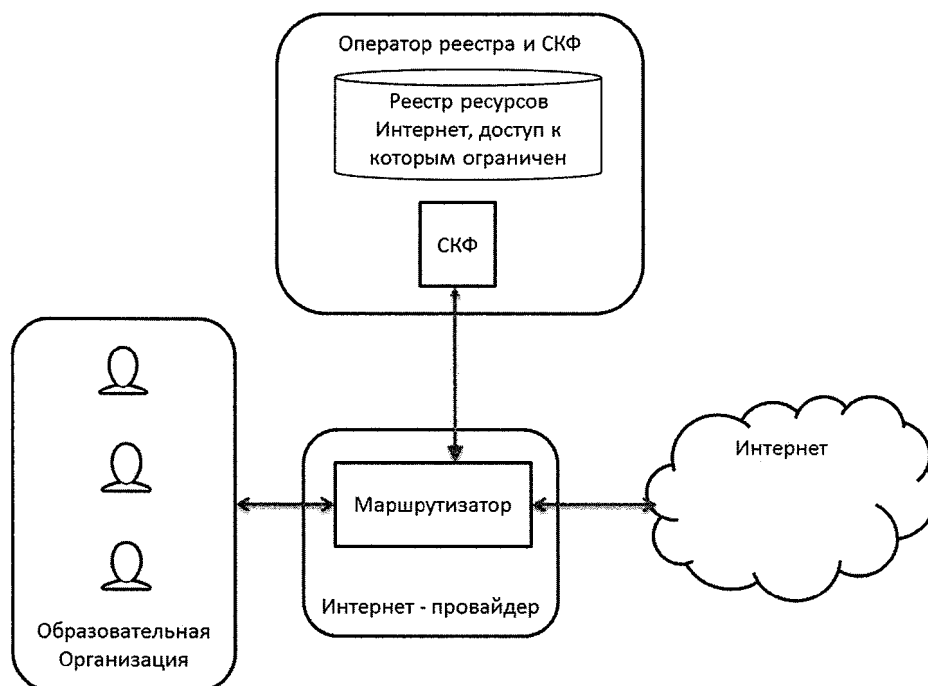 Оператор реестра и СКФ
Реестр ресурсов
Интернет, доступ к
которым ограничен
СКФ
Интернет
Маршрутизатор
Интернет - провайдер
Образовательная
Организация